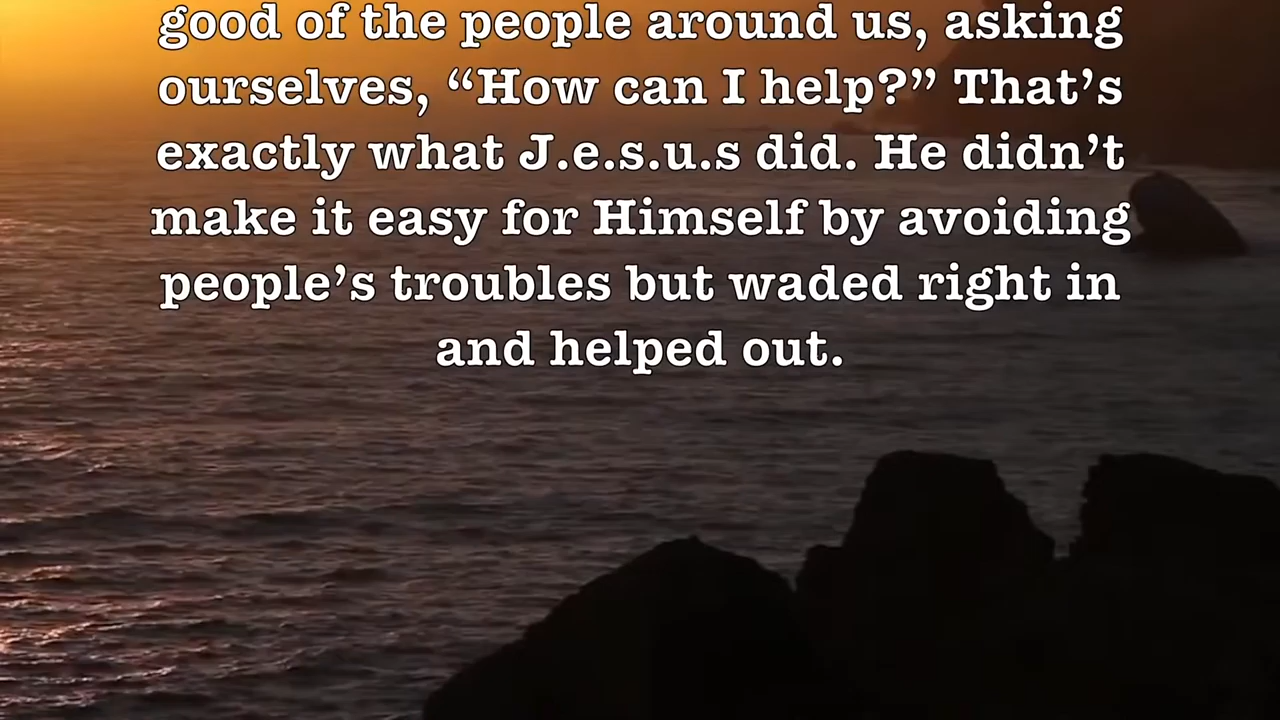 good of the people around us, asking
ourselves, “How can I help?” That’s
exactly what J.e.s.u.s did. He didn’t
make it easy for Himself by avoiding
people’s troubles but waded right in
and helped out.